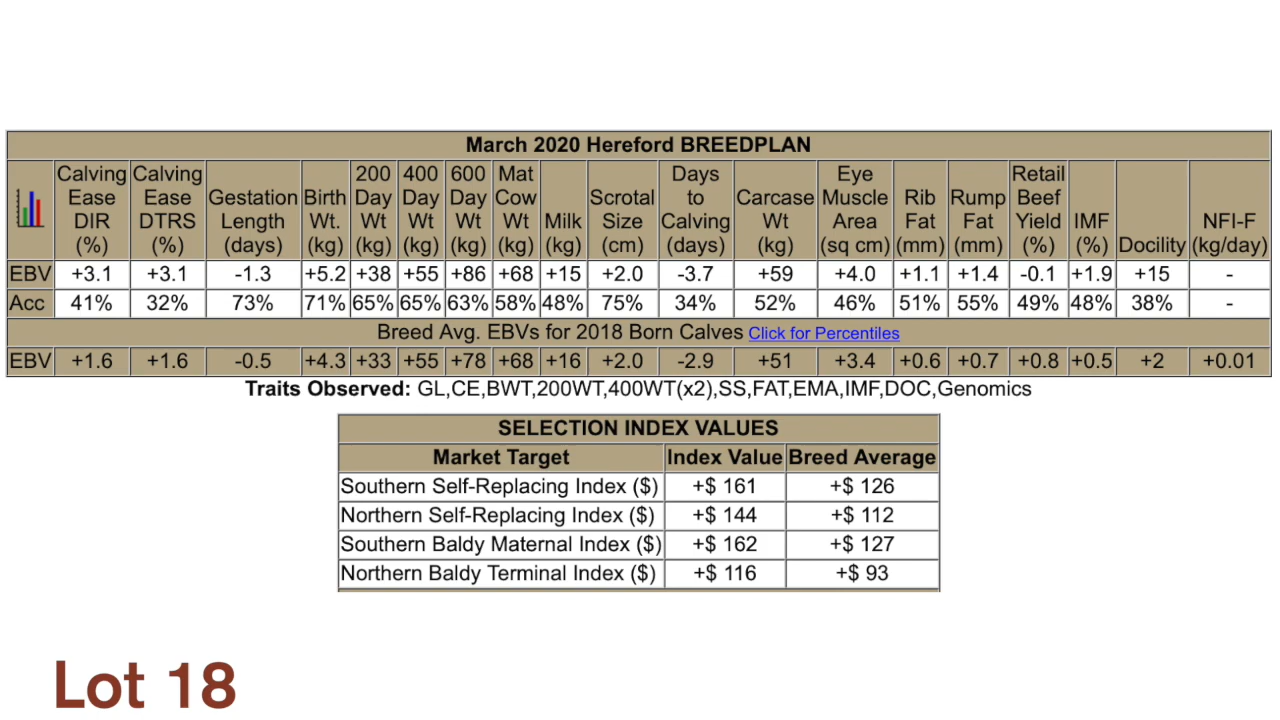 March 2020 Hereford BREEDPLAN
Calving Ease DIR (%) Calving Ease DTRS (%) Gestation Length (days) Birth Wt. (kg) 200 Day Wt (kg) 400 Day Wt (kg) 600 Day Wt (kg) Mat Cow Wt (kg) Milk (kg) Scrotal Size (cm) Days to Calving (days) Carcase Wt (kg) Eye Muscle Area (sq cm) Rib Fat (mm) Rump Fat (mm) Retail Beef Yield (%) IMF (%) Docility NFI-F (kg/day)
EBV +3.1 +3.1 -1.3 +5.2 +38 +55 +86 +68 +15 +2.0 -3.7 +59 +4.0 +1.1 +1.4 -0.1 +1.9 +15 -
Acc 41% 32% 73% 71% 65% 65% 63% 58% 48% 75% 34% 52% 46% 51% 55% 49% 48% 38% -
Breed Avg. EBVs for 2018 Born Calves Click for Percentiles
EBV +1.6 +1.6 -0.5 +4.3 +33 +55 +78 +68 +16 +2.0 -2.9 +51 +3.4 +0.6 +0.7 +0.8 +0.5 +2 +0.01
Traits Observed: GL,CE,BWT,200WT,400WT(x2),SS,FAT,EMA,IMF,DOC,Genomics
SELECTION INDEX VALUES
Market Target Index Value Breed Average
Southern Self-Replacing Index ($) +$ 161 +$ 126
Northern Self-Replacing Index ($) +$ 144 +$ 112
Southern Baldy Maternal Index ($) +$ 162 +$ 127
Northern Baldy Terminal Index ($) +$ 116 +$ 93
Lot 18